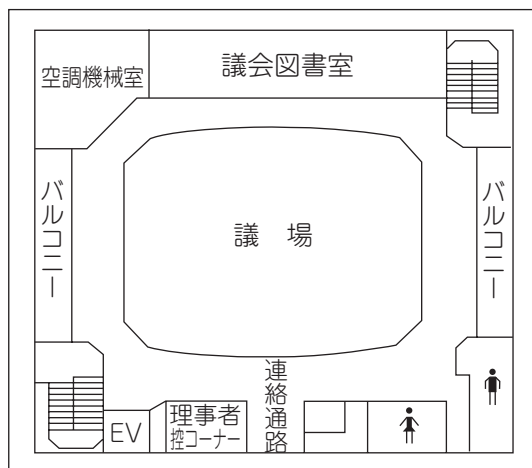 空調機械室
議会図書室
バルコニー
議 場
バルコニー
連絡通路
EV
理事者
控コーナー